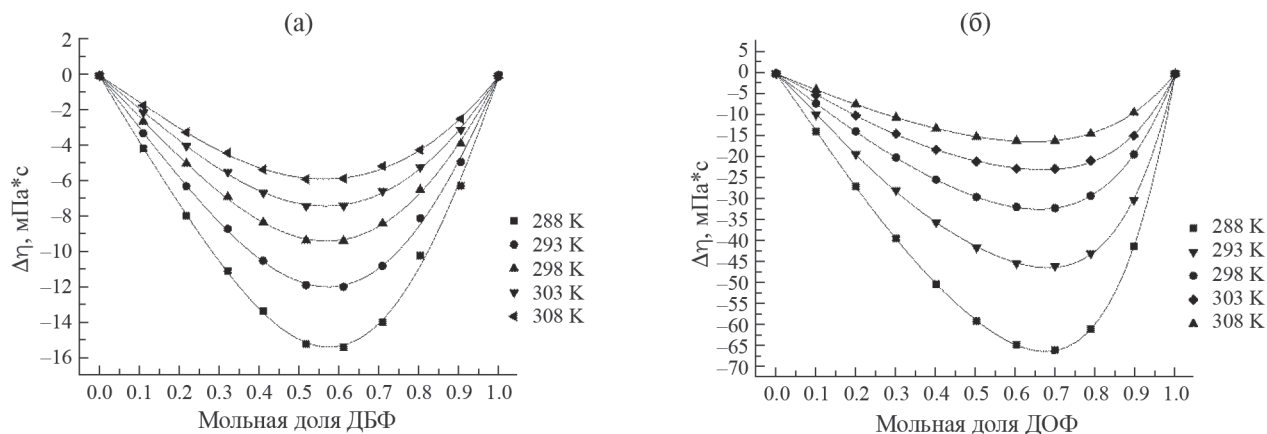 (а)
2
0
–2
–4
–6
–8
–10
–12
–14
–16
Δη, мПа*с
0.0 0.1 0.2 0.3 0.4 0.5 0.6 0.7 0.8 0.9 1.0
Мольная доля ДБФ
288 K
293 K
298 K
303 K
308 K
(б)
5
0
–5
–10
–15
–20
–25
–30
–35
–40
–45
–50
–55
–60
–65
–70
Δη, мПа*с
0.0 0.1 0.2 0.3 0.4 0.5 0.6 0.7 0.8 0.9 1.0
Мольная доля ДОФ
288 K
293 K
298 K
303 K
308 K